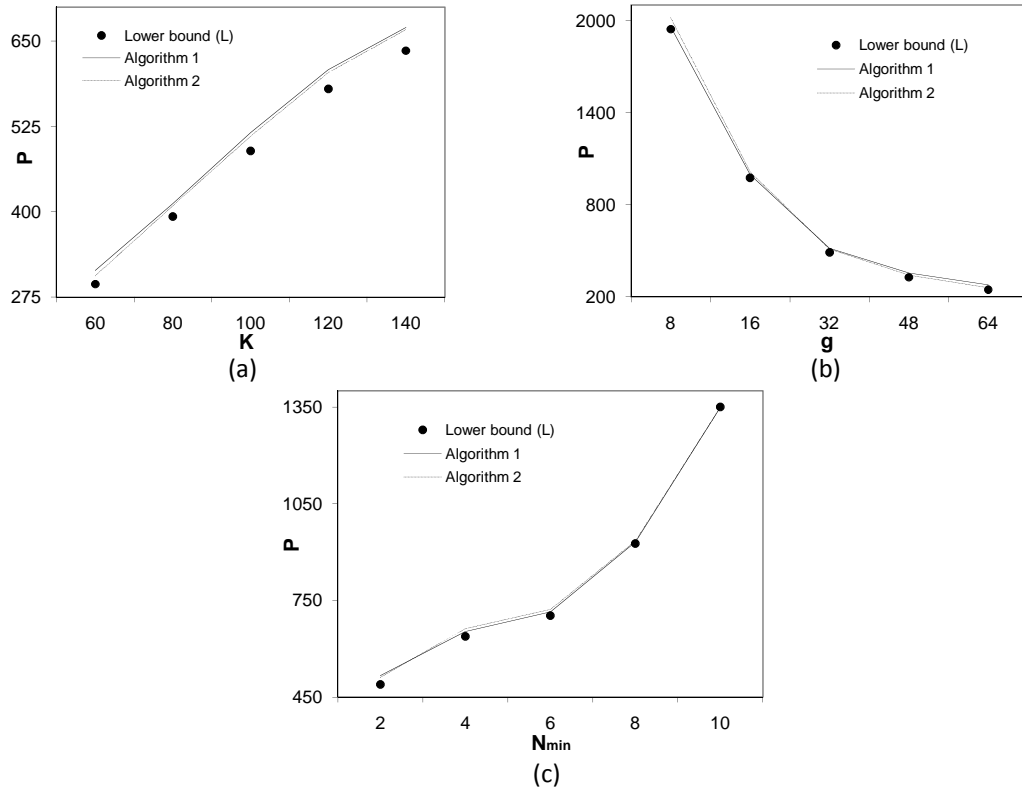 Lower bound (L)
Algorithm 1
Algorithm 2
P
650
525
400
275
60 80 100 120 140
K
(a)
Lower bound (L)
Algorithm 1
Algorithm 2
P
2000
1400
800
200
8 16 32 48 64
g
(b)
Lower bound (L)
Algorithm 1
Algorithm 2
P
1350
1050
750
450
2 4 6 8 10
Nmin
(c)